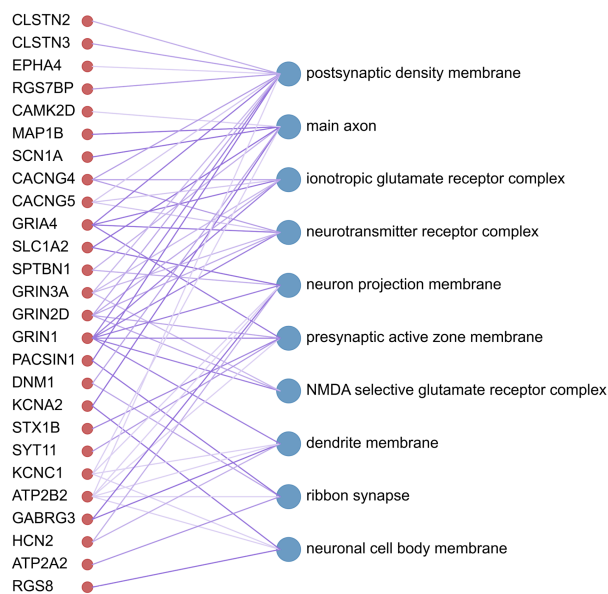 CLSTN2
CLSTN3
EPHA4
RGS7BP
CAMK2D
MAP1B
SCN1A
CACNG4
CACNG5
GRIA4
SLC1A2
SPTBN1
GRIN3A
GRIN2D
GRIN1
PACSIN1
DNM1
KCNA2
STX1B
SYT11
KCNC1
ATP2B2
GABRG3
HCN2
ATP2A2
RGS8
postsynaptic density membrane
main axon
ionotropic glutamate receptor complex
neurotransmitter receptor complex
neuron projection membrane
presynaptic active zone membrane
NMDA selective glutamate receptor complex
dendrite membrane
ribbon synapse
neuronal cell body membrane